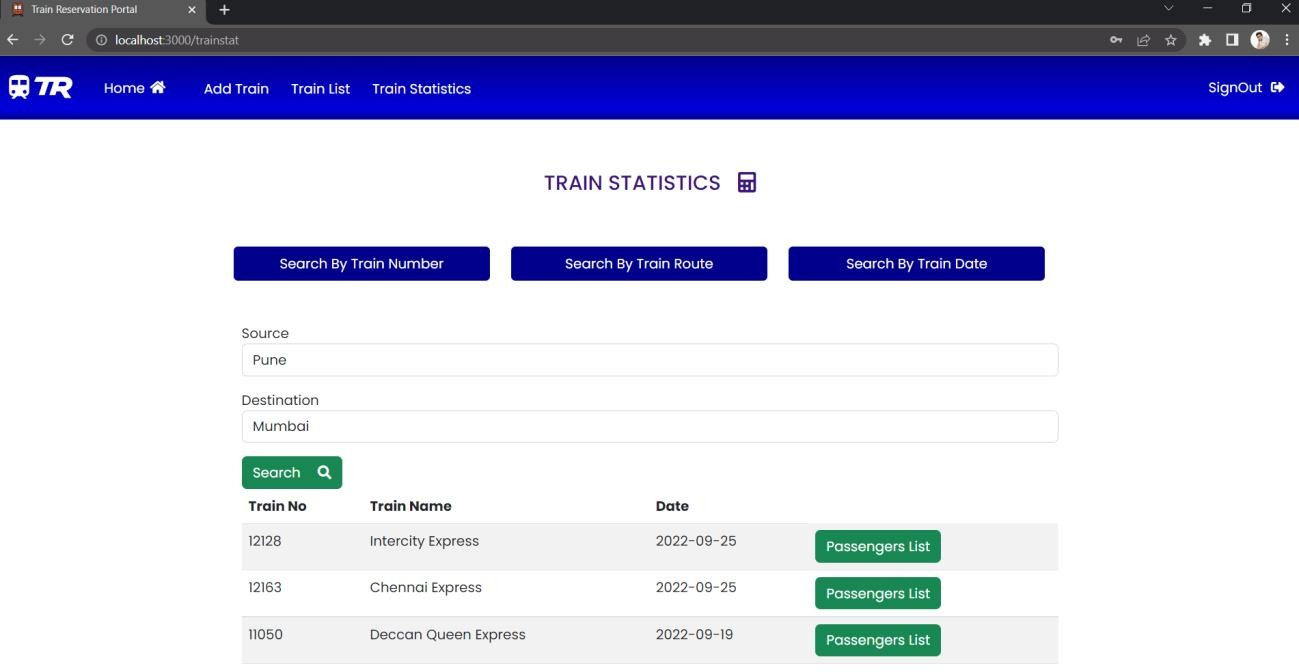 Train Reservation Portal
localhost:3000/trainstat
TR Home Add Train Train List Train Statistics SignOut
TRAIN STATISTICS
Search By Train Number Search By Train Route Search By Train Date
Source
Pune
Destination
Mumbai
Search
Train No Train Name Date
12128 Intercity Express 2022-09-25 Passengers List
12163 Chennai Express 2022-09-25 Passengers List
11050 Deccan Queen Express 2022-09-19 Passengers List